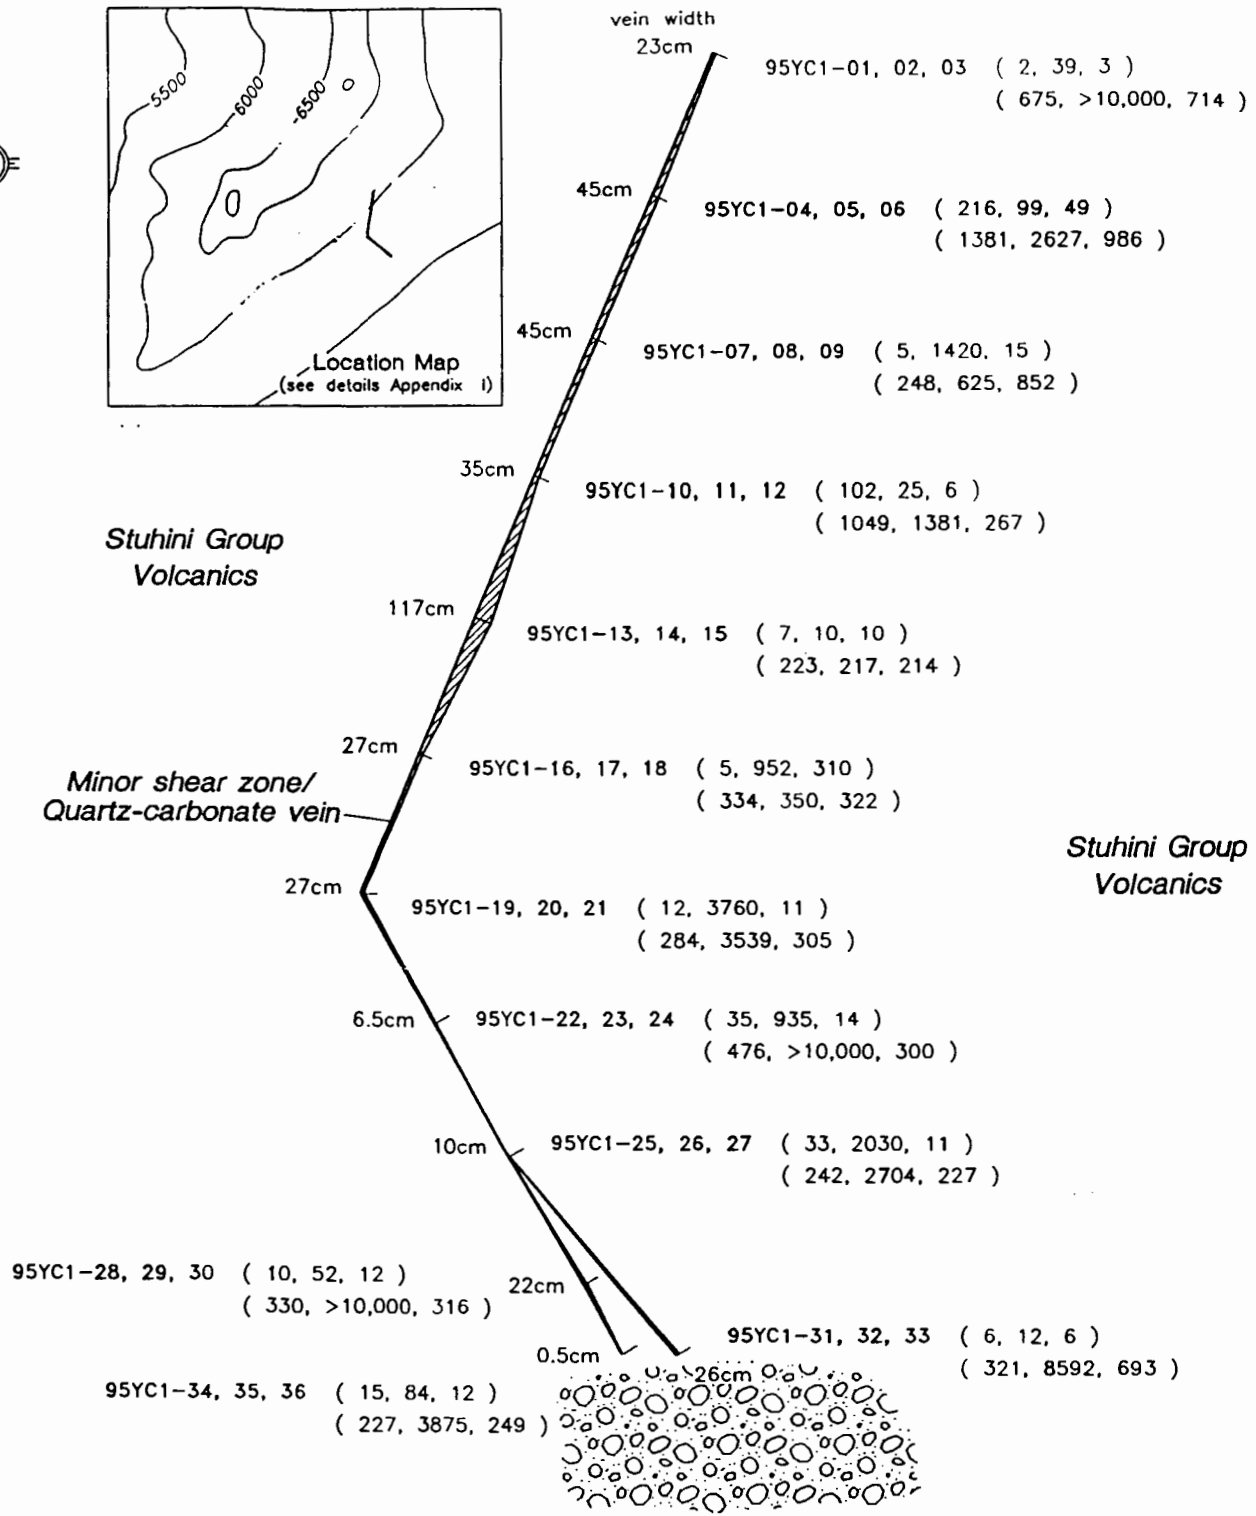 vein width
23cm
95YC1-01, 02, 03 ( 2, 39, 3 )
( 675, >10,000, 714 )
-5500
-6000
-6500
Location Map
(see details Appendix I)
45cm
95YC1-04, 05, 06 ( 216, 99, 49 )
( 1381, 2627, 986 )
45cm
95YC1-07, 08, 09 ( 5, 1420, 15 )
( 248, 625, 852 )
35cm
95YC1-10, 11, 12 ( 102, 25, 6 )
( 1049, 1381, 267 )
Stuhini Group
Volcanics
117cm
95YC1-13, 14, 15 ( 7, 10, 10 )
( 223, 217, 214 )
27cm
95YC1-16, 17, 18 ( 5, 952, 310 )
( 334, 350, 322 )
Minor shear zone/
Quartz-carbonate vein
Stuhini Group
Volcanics
27cm
95YC1-19, 20, 21 ( 12, 3760, 11 )
( 284, 3539, 305 )
6.5cm
95YC1-22, 23, 24 ( 35, 935, 14 )
( 476, >10,000, 300 )
10cm
95YC1-25, 26, 27 ( 33, 2030, 11 )
( 242, 2704, 227 )
95YC1-28, 29, 30 ( 10, 52, 12 )
( 330, >10,000, 316 )
22cm
95YC1-31, 32, 33 ( 6, 12, 6 )
( 321, 8592, 693 )
0.5cm
26cm
95YC1-34, 35, 36 ( 15, 84, 12 )
( 227, 3875, 249 )